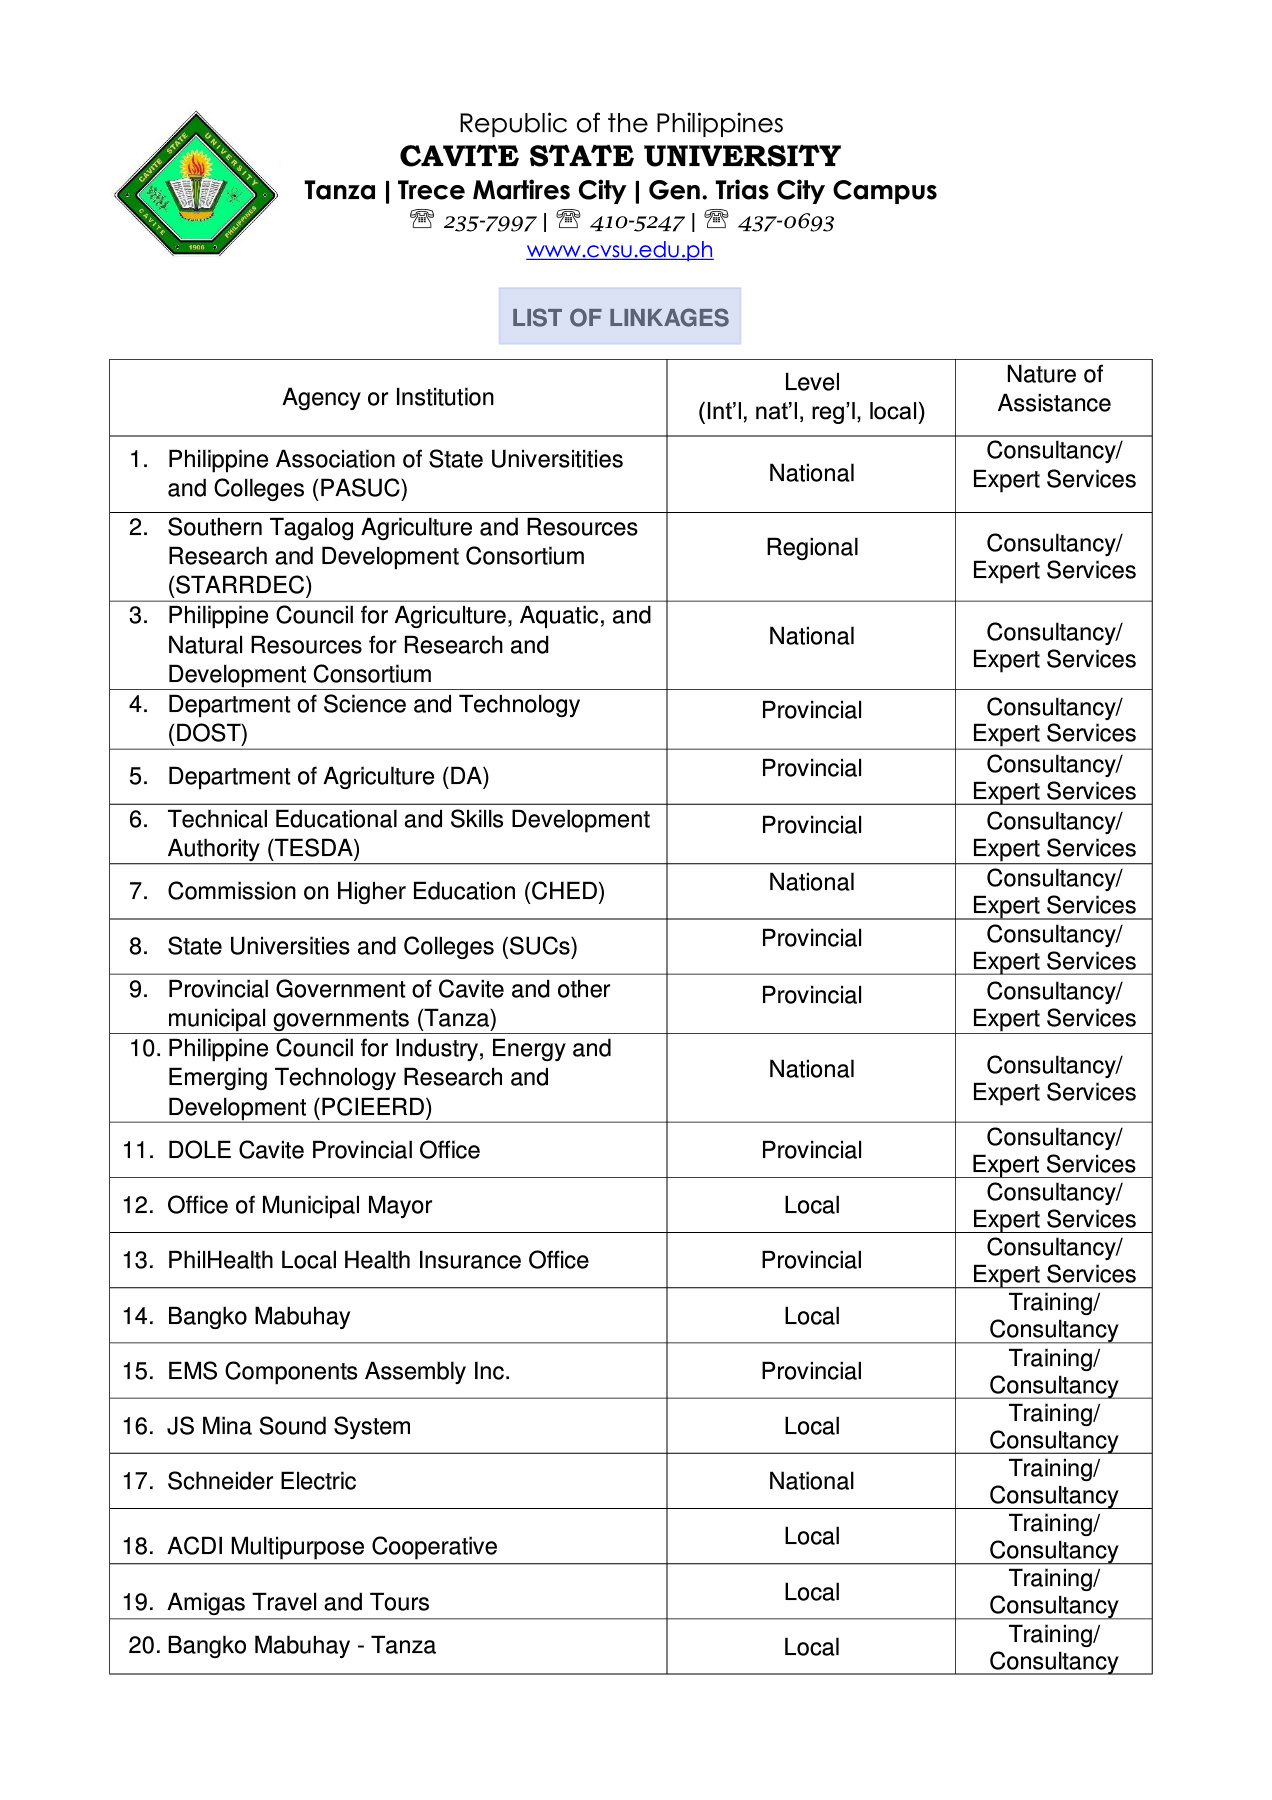 Republic of the Philippines
CAVITE STATE UNIVERSITY
Tanza | Trece Martires City | Gen. Trias City Campus
☏ 235-7997 | ☏ 410-5247 | ☏ 437-0693
www.cvsu.edu.ph
CAVITE STATE UNIVERSITY
CAVITE PHILIPPINES
1906
LIST OF LINKAGES
Agency or Institution
Level
(Int’l, nat’l, reg’l, local)
Nature of
Assistance
1. Philippine Association of State Universitities
and Colleges (PASUC)
National
Consultancy/
Expert Services
2. Southern Tagalog Agriculture and Resources
Research and Development Consortium
(STARRDEC)
Regional
Consultancy/
Expert Services
3. Philippine Council for Agriculture, Aquatic, and
Natural Resources for Research and
Development Consortium
National
Consultancy/
Expert Services
4. Department of Science and Technology
(DOST)
Provincial
Consultancy/
Expert Services
5. Department of Agriculture (DA)
Provincial
Consultancy/
Expert Services
6. Technical Educational and Skills Development
Authority (TESDA)
Provincial
Consultancy/
Expert Services
7. Commission on Higher Education (CHED)
National
Consultancy/
Expert Services
8. State Universities and Colleges (SUCs)
Provincial
Consultancy/
Expert Services
9. Provincial Government of Cavite and other
municipal governments (Tanza)
Provincial
Consultancy/
Expert Services
10. Philippine Council for Industry, Energy and
Emerging Technology Research and
Development (PCIEERD)
National
Consultancy/
Expert Services
11. DOLE Cavite Provincial Office
Provincial
Consultancy/
Expert Services
12. Office of Municipal Mayor
Local
Consultancy/
Expert Services
13. PhilHealth Local Health Insurance Office
Provincial
Consultancy/
Expert Services
14. Bangko Mabuhay
Local
Training/
Consultancy
15. EMS Components Assembly Inc.
Provincial
Training/
Consultancy
16. JS Mina Sound System
Local
Training/
Consultancy
17. Schneider Electric
National
Training/
Consultancy
18. ACDI Multipurpose Cooperative
Local
Training/
Consultancy
19. Amigas Travel and Tours
Local
Training/
Consultancy
20. Bangko Mabuhay - Tanza
Local
Training/
Consultancy